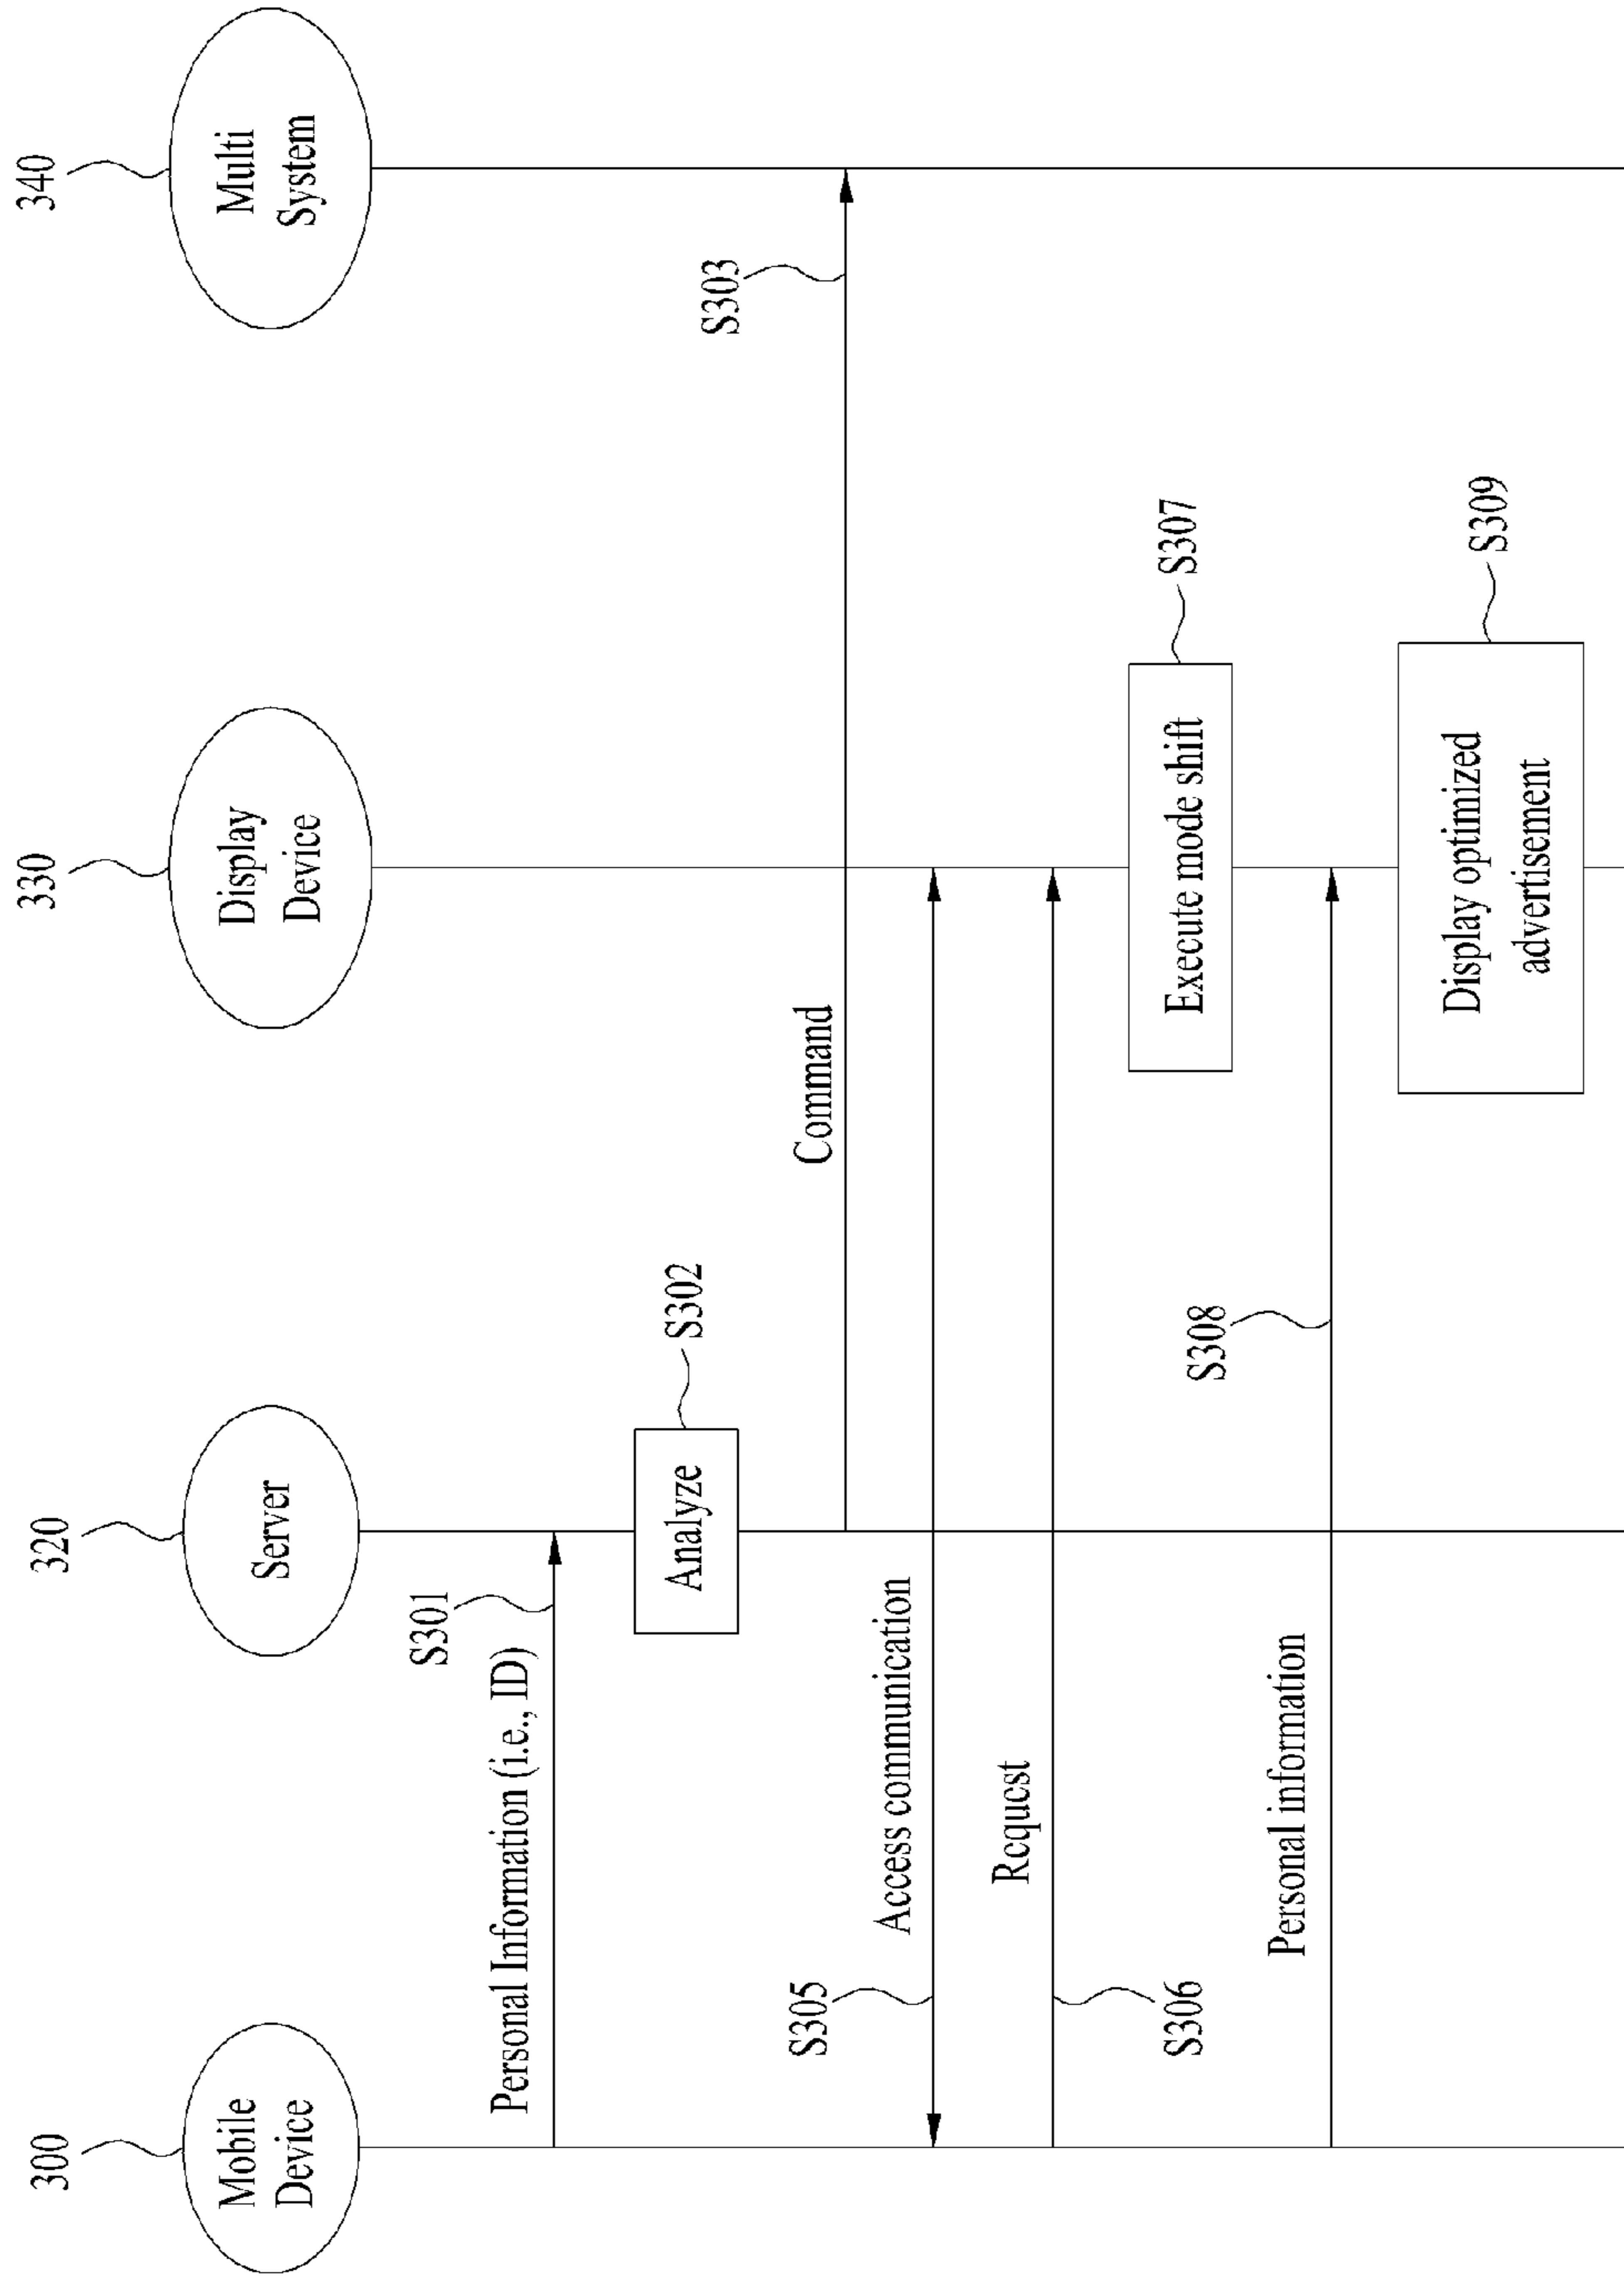 300
320
330
340
Mobile
Device
Server
Display
Device
Multi
System
S301
Personal Information (i.e., ID)
Analyze
S302
S303
Command
S305
Access communication
Request
S306
Execute mode shift
S307
S308
Personal information
Display optimized
advertisement
S309